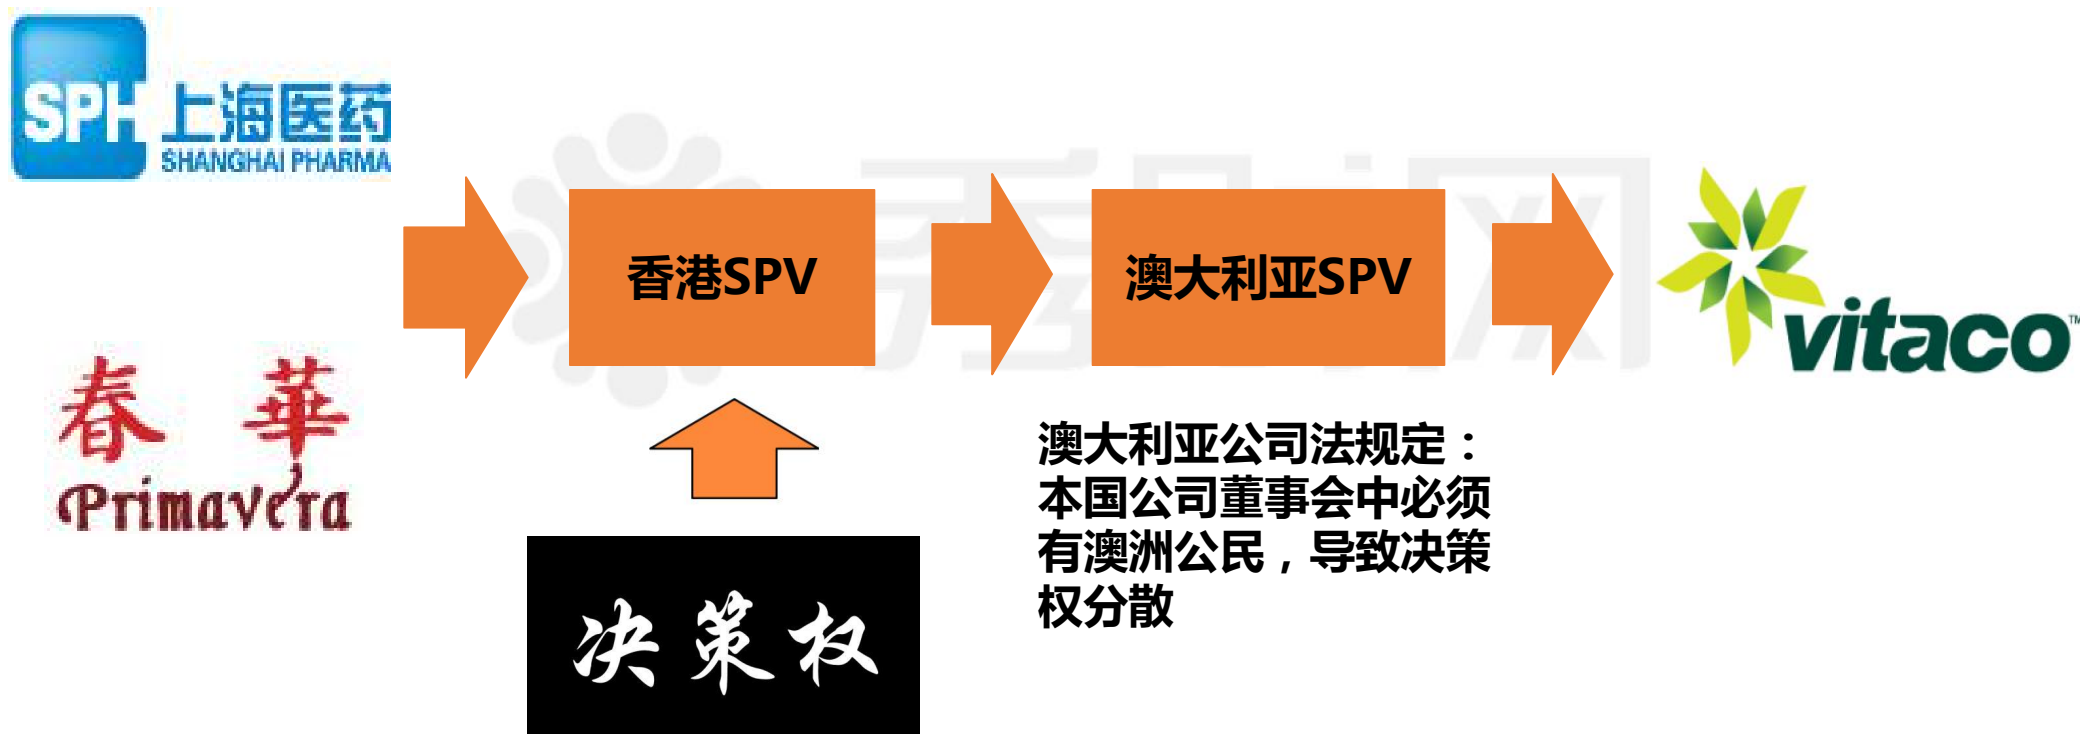 SPH 上海医药
SHANGHAI PHARMA
香港SPV
澳大利亚SPV
vitaco™
春華
Primavera
决策权
澳大利亚公司法规定：
本国公司董事会中必须
有澳洲公民，导致决策
权分散